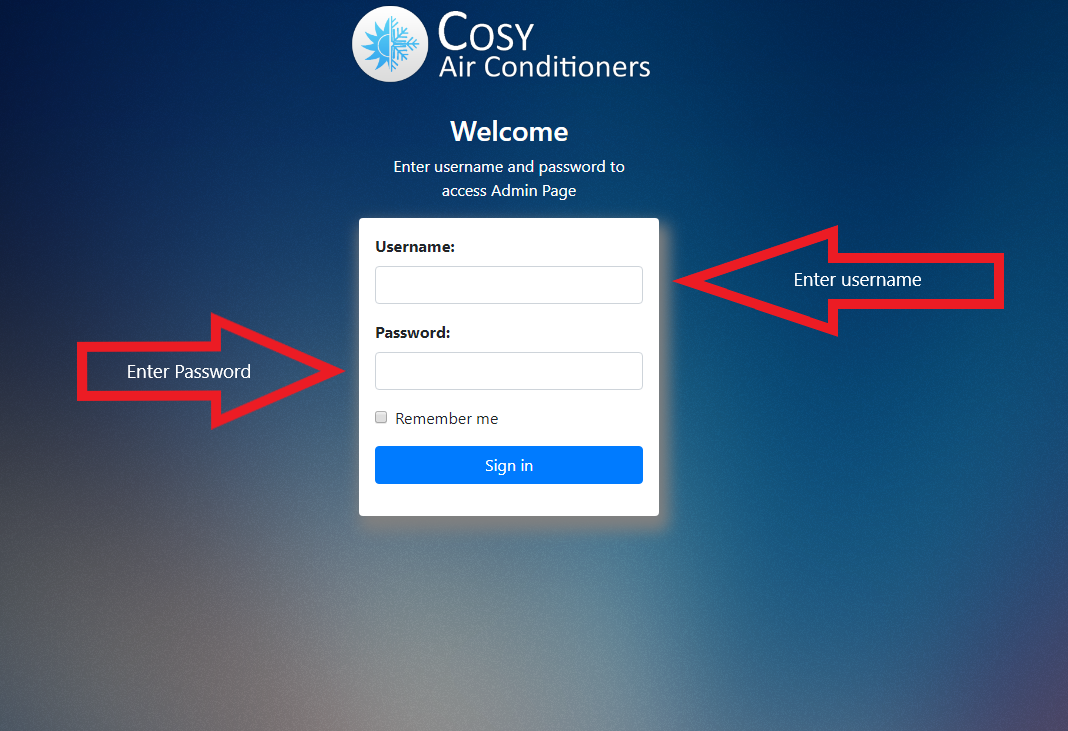 Cosy
Air Conditioners
Welcome
Enter username and password to
access Admin Page
Username:
Enter username
Password:
Enter Password
Remember me
Sign in